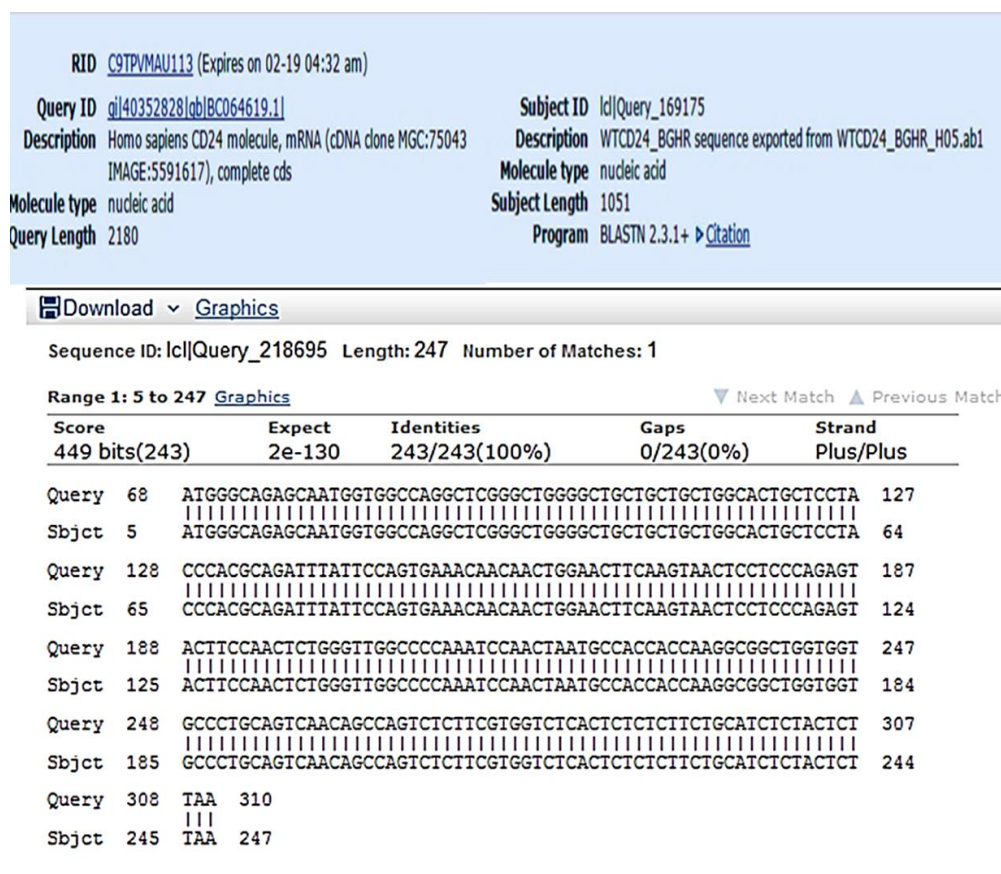 RID C9TPVMAU113 (Expires on 02-19 04:32 am)
Query ID gi|40352828|gb|BC064619.1|
Description Homo sapiens CD24 molecule, mRNA (cDNA clone MGC:75043
IMAGE:5591617), complete cds
Molecule type nucleic acid
Query Length 2180
Subject ID lcl|Query_169175
Description WTCD24_BGHR sequence exported from WTCD24_BGHR_H05.ab1
Molecule type nucleic acid
Subject Length 1051
Program BLASTN 2.3.1+ Citation
Download Graphics
Sequence ID: lcl|Query_218695 Length: 247 Number of Matches: 1
Range 1: 5 to 247 Graphics Next Match Previous Match
Score Expect Identities Gaps Strand
449 bits(243) 2e-130 243/243(100%) 0/243(0%) Plus/Plus
Query 68 ATGGGCAGAGCAATGGTGGCCAGGCTCGGGCTGGGGCTGCTGCTGCTGGCACTGCTCCTA 127
Sbjct 5 ATGGGCAGAGCAATGGTGGCCAGGCTCGGGCTGGGGCTGCTGCTGCTGGCACTGCTCCTA 64
Query 128 CCCACGCAGATTTATTCCAGTGAAACAACAACTGGAACTTCAAGTAACTCCTCCCAGAGT 187
Sbjct 65 CCCACGCAGATTTATTCCAGTGAAACAACAACTGGAACTTCAAGTAACTCCTCCCAGAGT 124
Query 188 ACTTCCAACTCTGGGTTGGCCCCAAATCCAACTAATGCCACCACCAAGGCGGCTGGTGGT 247
Sbjct 125 ACTTCCAACTCTGGGTTGGCCCCAAATCCAACTAATGCCACCACCAAGGCGGCTGGTGGT 184
Query 248 GCCCTGCAGTCAACAGCCAGTCTCTTCGTGGTCTCACTCTCTCTTCTGCATCTCTACTCT 307
Sbjct 185 GCCCTGCAGTCAACAGCCAGTCTCTTCGTGGTCTCACTCTCTCTTCTGCATCTCTACTCT 244
Query 308 TAA 310
Sbjct 245 TAA 247